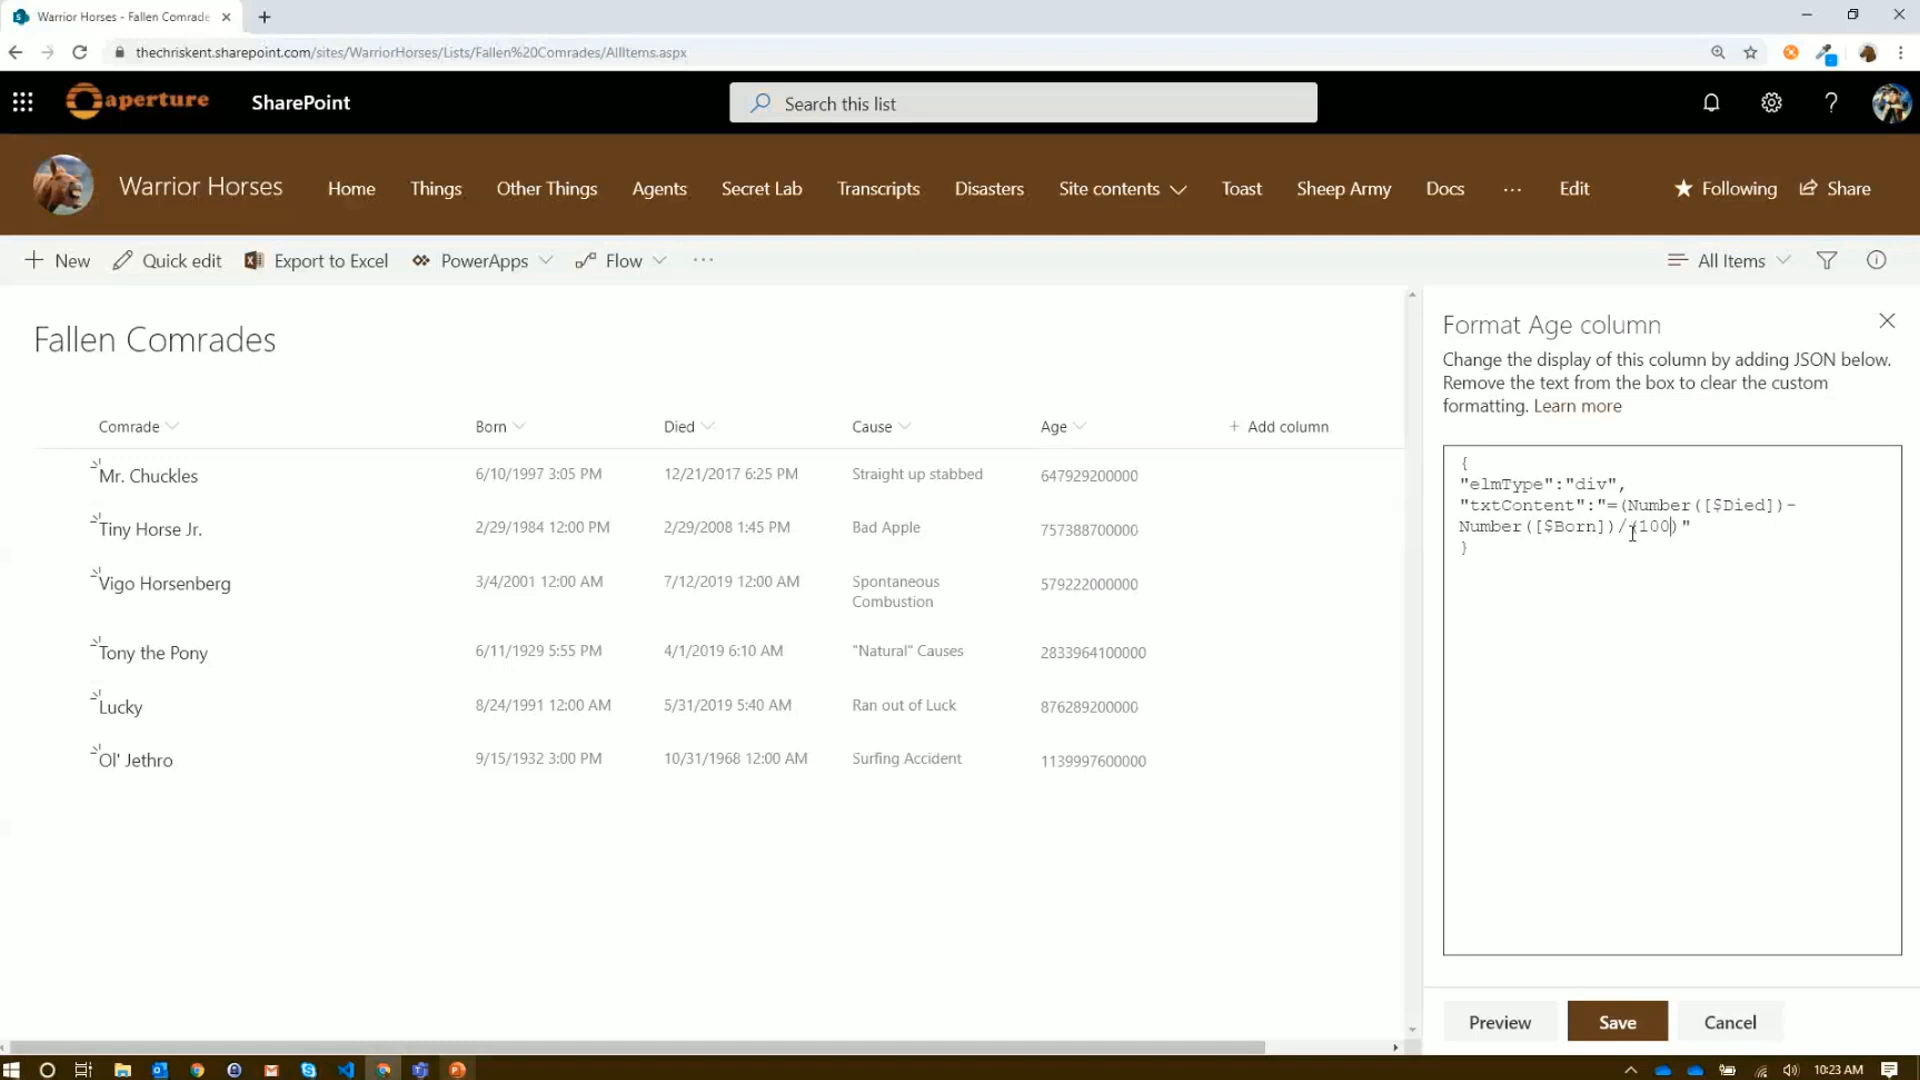 Warrior Horses - Fallen Comrade
thechriskent.sharepoint.com/sites/WarriorHorses/Lists/Fallen%20Comrades/AllItems.aspx
aperture
SharePoint
Search this list
Warrior Horses
Home
Things
Other Things
Agents
Secret Lab
Transcripts
Disasters
Site contents
Toast
Sheep Army
Docs
...
Edit
Following
Share
New
Quick edit
Export to Excel
PowerApps
Flow
...
All Items
Fallen Comrades
Comrade Born Died Cause Age + Add column
Mr. Chuckles 6/10/1997 3:05 PM 12/21/2017 6:25 PM Straight up stabbed 647929200000
Tiny Horse Jr. 2/29/1984 12:00 PM 2/29/2008 1:45 PM Bad Apple 757388700000
Vigo Horsenberg 3/4/2001 12:00 AM 7/12/2019 12:00 AM Spontaneous 579222000000
Combustion
Tony the Pony 6/11/1929 5:55 PM 4/1/2019 6:10 AM "Natural" Causes 2833964100000
Lucky 8/24/1991 12:00 AM 5/31/2019 5:40 AM Ran out of Luck 876289200000
Ol' Jethro 9/15/1932 3:00 PM 10/31/1968 12:00 AM Surfing Accident 1139997600000
Format Age column
Change the display of this column by adding JSON below.
Remove the text from the box to clear the custom
formatting. Learn more
{
"elmType":"div",
"txtContent":"=(Number([$Died])-
Number([$Born])/(100)"
}
Preview
Save
Cancel
10:23 AM